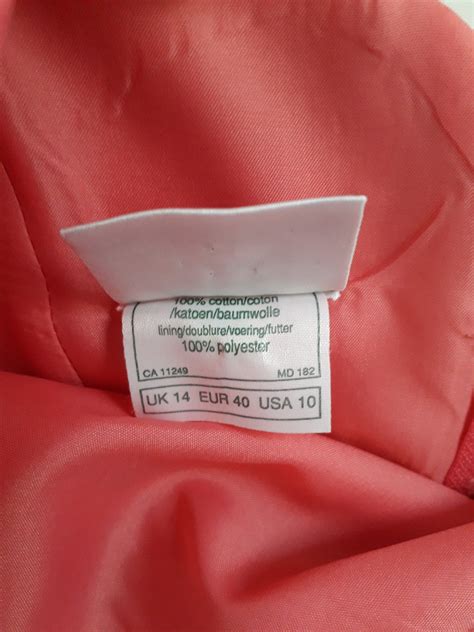 100% cotton/coton
/katoen/baumwolle
lining/doublure/voering/futter
100% polyester
CA 11249 MD 182
UK 14 EUR 40 USA 10